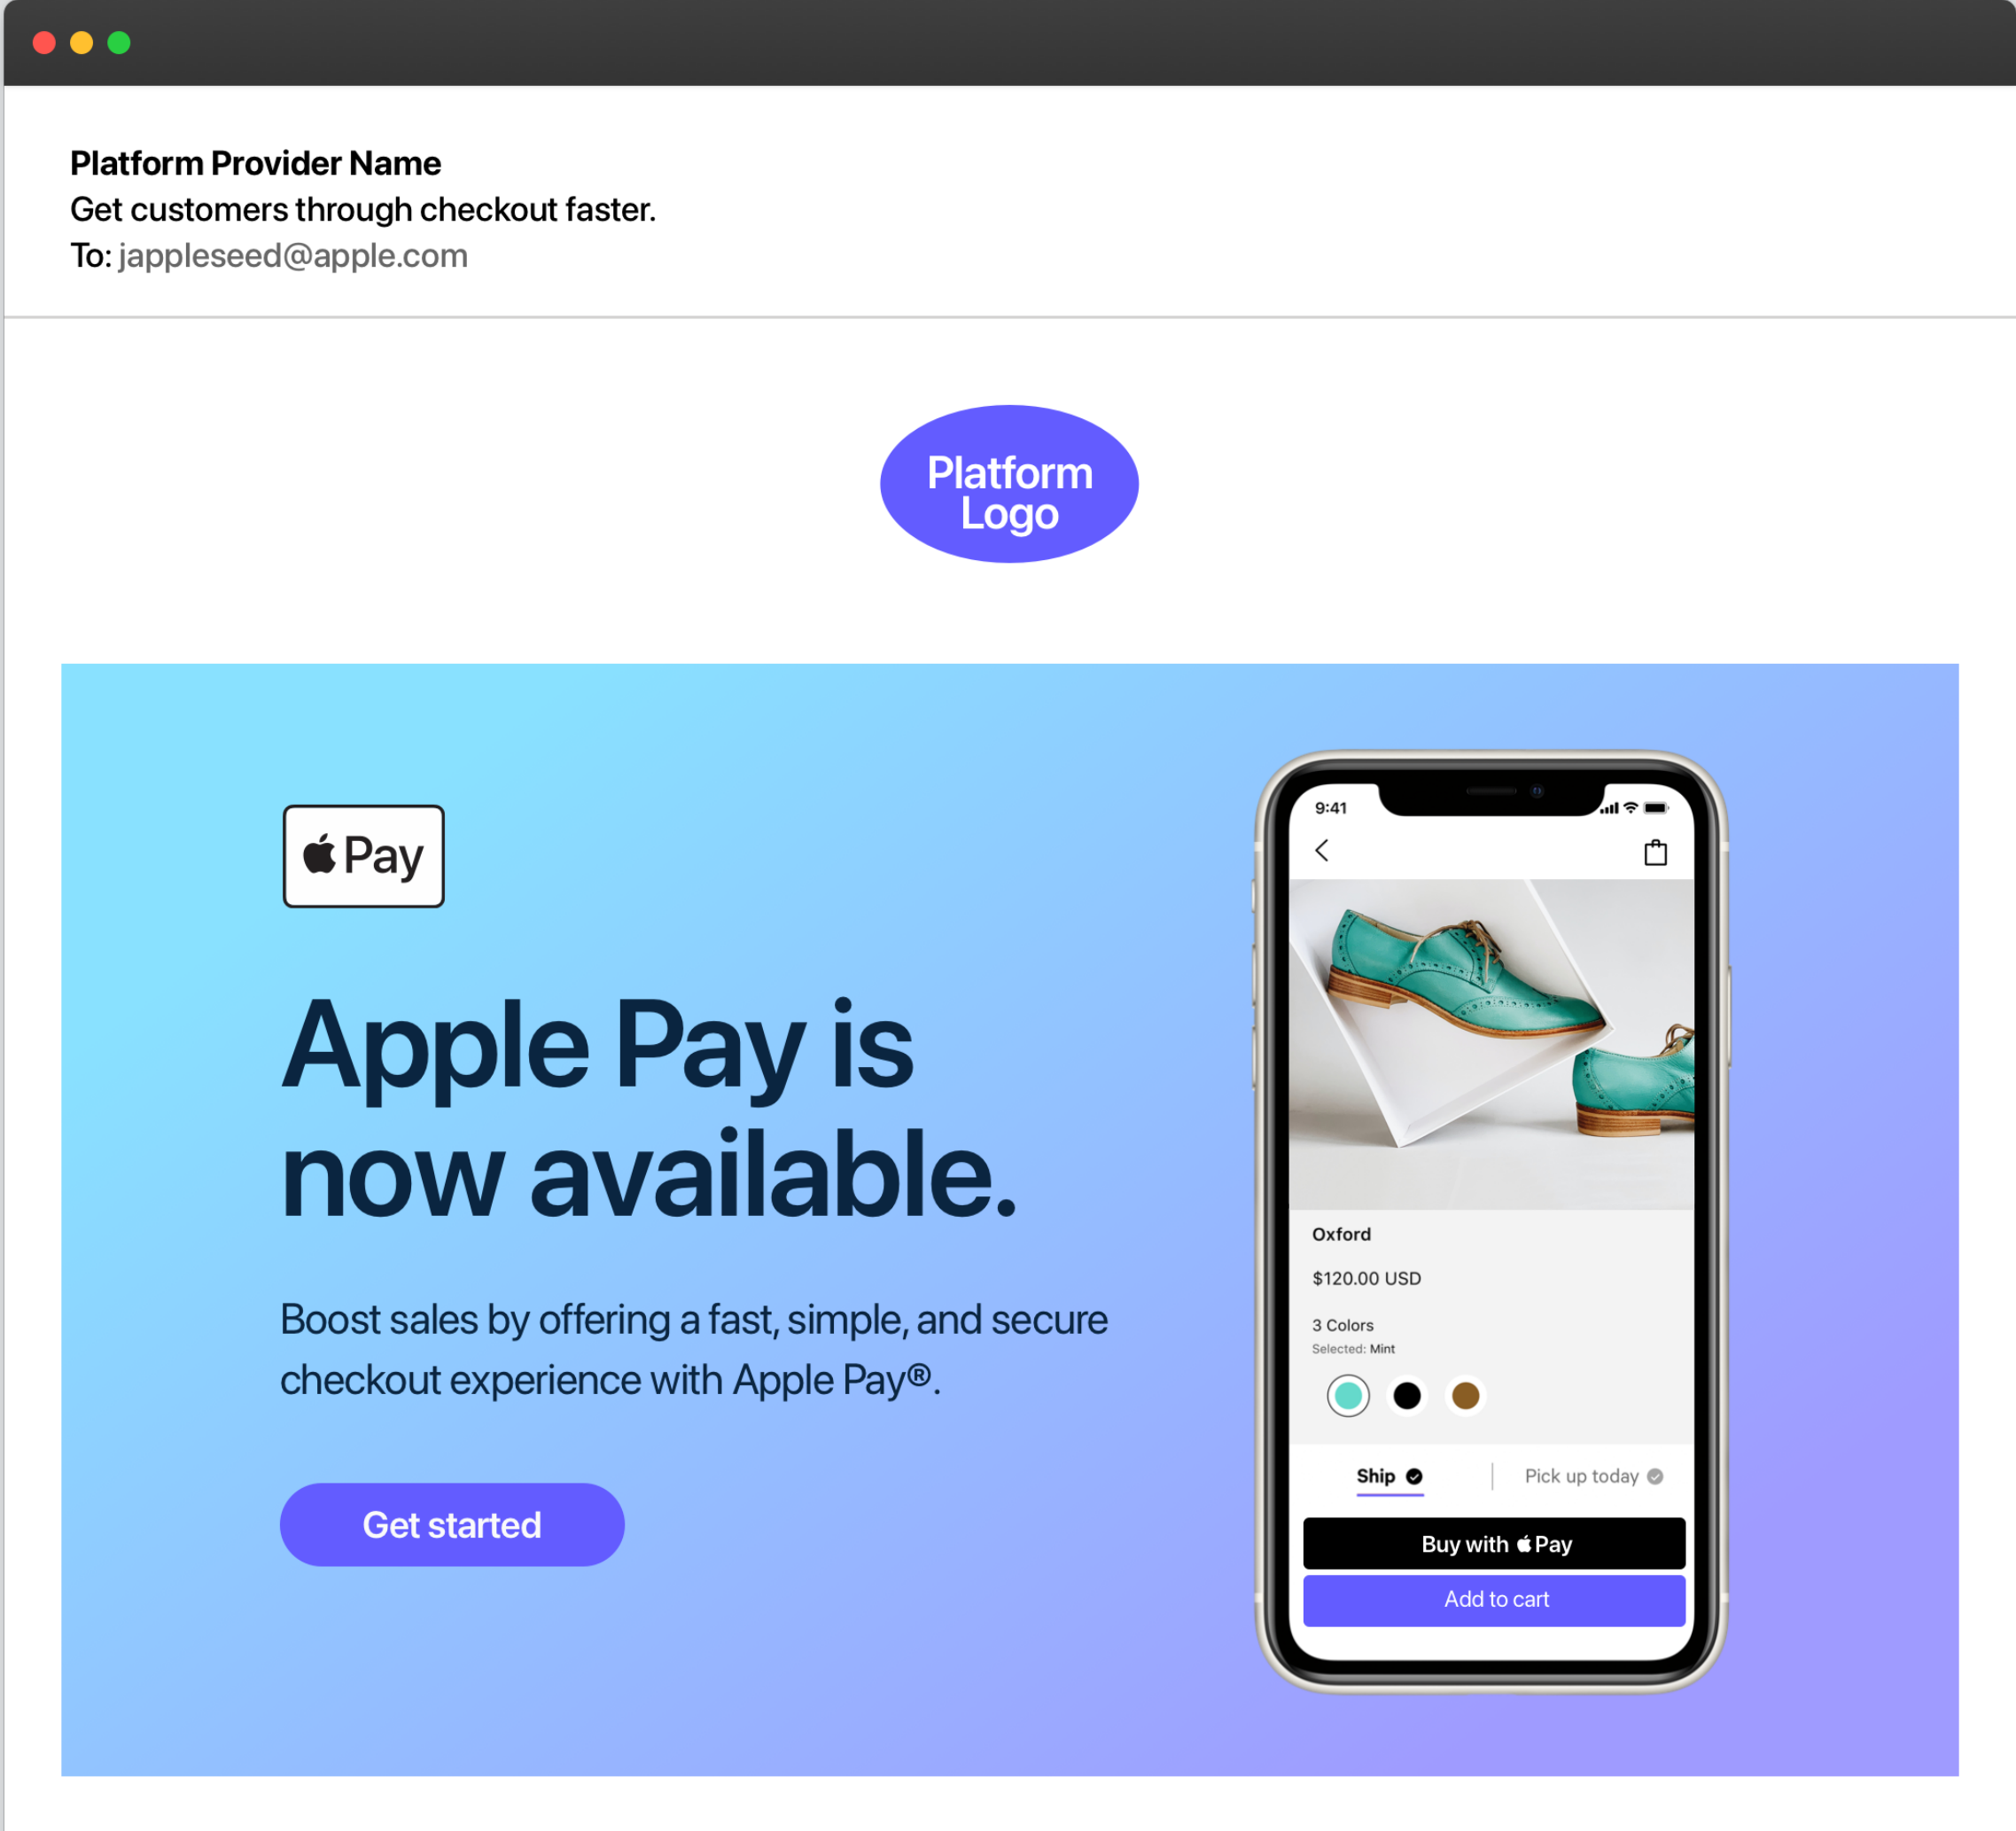 Platform Provider Name
Get customers through checkout faster.
To: jappleseed@apple.com
Platform
Logo
Pay
Apple Pay is
now available.
Boost sales by offering a fast, simple, and secure
checkout experience with Apple Pay®.
Get started
9:41
Oxford
$120.00 USD
3 Colors
Selected: Mint
Ship
Pick up today
Buy with Pay
Add to cart